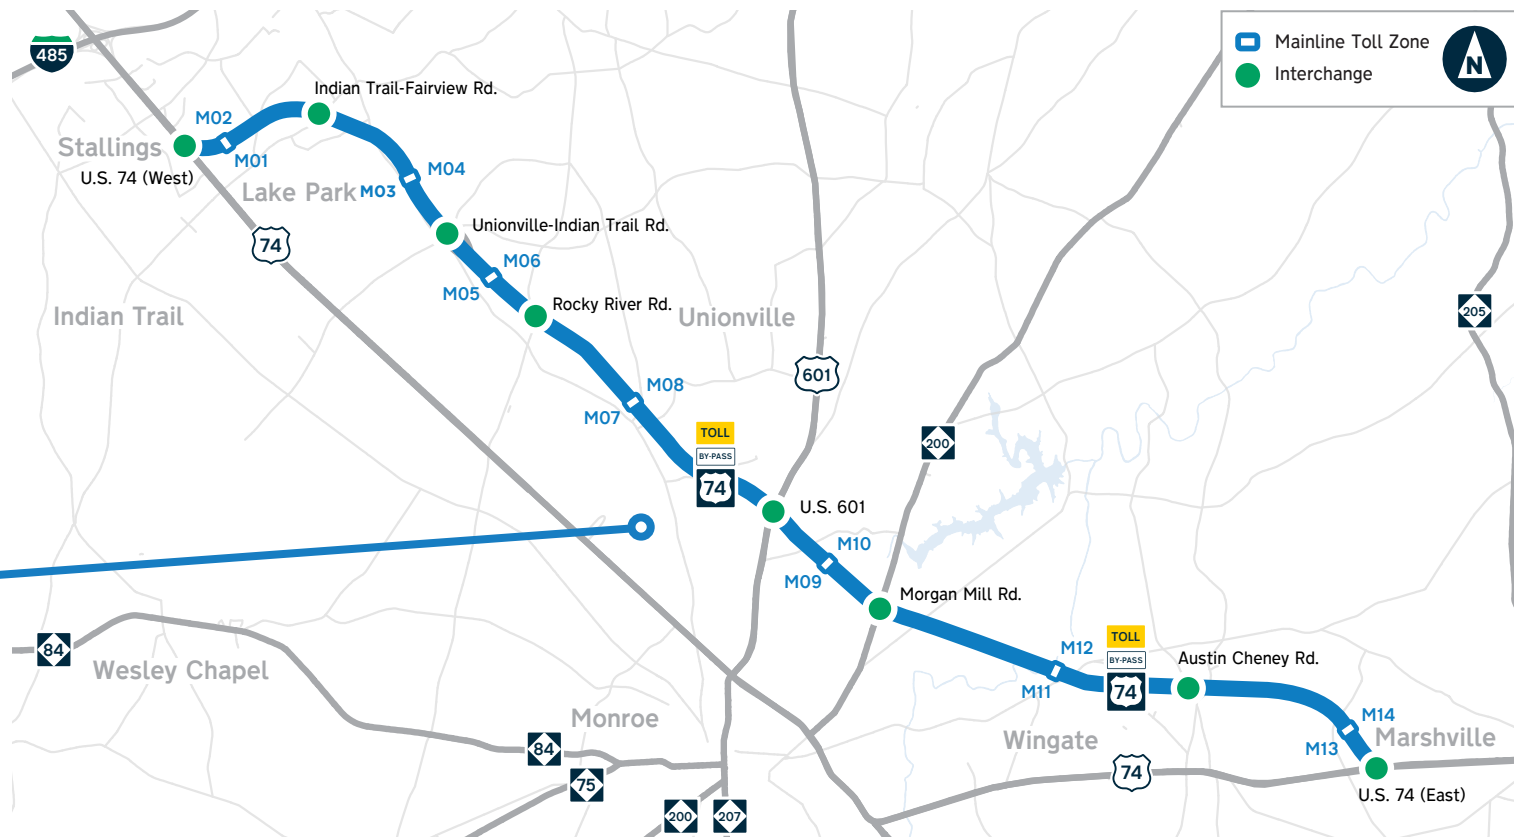 Mainline Toll Zone
Interchange
N
485
Indian Trail-Fairview Rd.
M02
Stallings
M01
U.S. 74 (West)
Lake Park
M04
M03
74
Unionville-Indian Trail Rd.
M06
M05
Indian Trail
Rocky River Rd.
Unionville
205
601
M08
M07
TOLL
BY-PASS
74
200
U.S. 601
M10
M09
Morgan Mill Rd.
84
Wesley Chapel
M12
M11
TOLL
BY-PASS
74
Austin Cheney Rd.
Monroe
M14
M13
Marshville
Wingate
84
75
74
U.S. 74 (East)
200
207